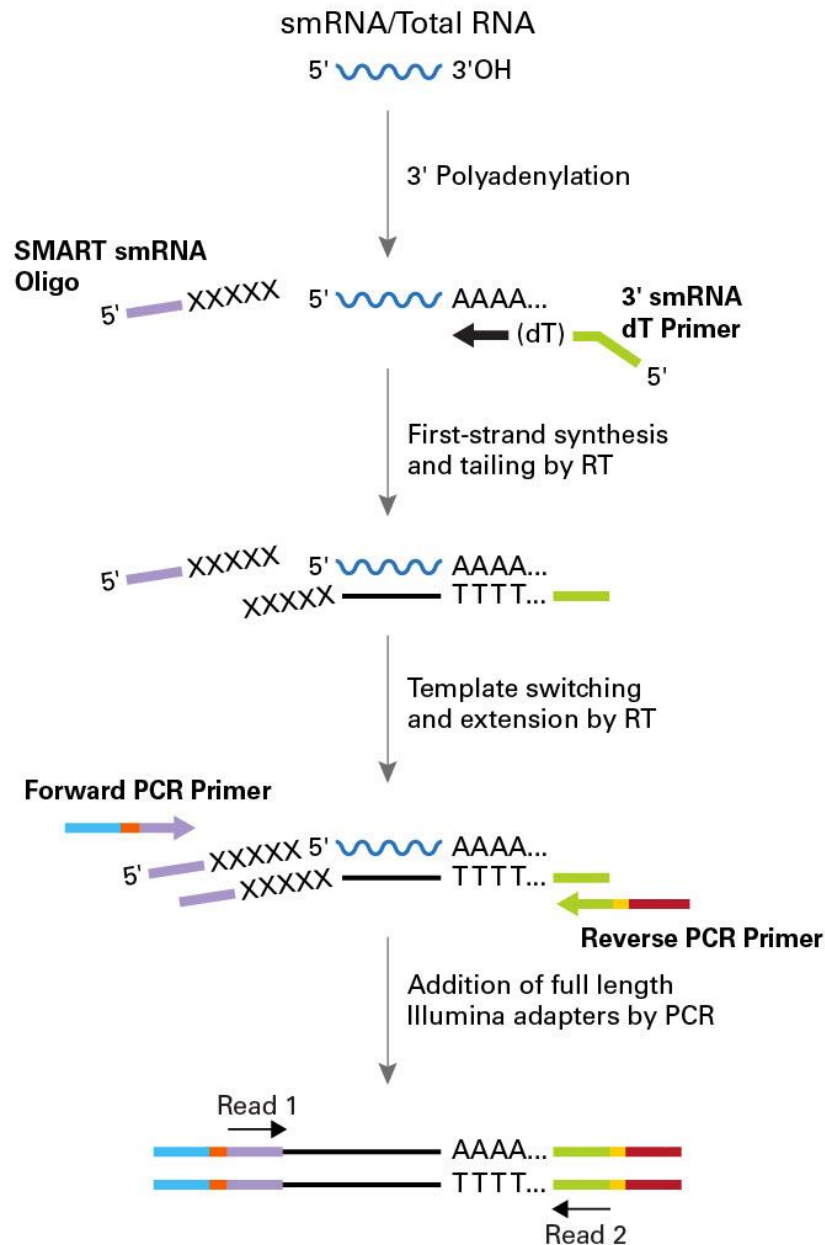 smRNA/Total RNA
5' 3'OH
3' Polyadenylation
SMART smRNA
Oligo
5' XXXXX
5' AAAA...
(dT)
3' smRNA
dT Primer
5'
First-strand synthesis
and tailing by RT
5' XXXXX
5' AAAA...
XXXXX TTTT...
Template switching
and extension by RT
Forward PCR Primer
5' XXXXX 5' AAAA...
XXXXX TTTT...
Reverse PCR Primer
Addition of full length
Illumina adapters by PCR
Read 1
AAAA...
TTTT...
Read 2